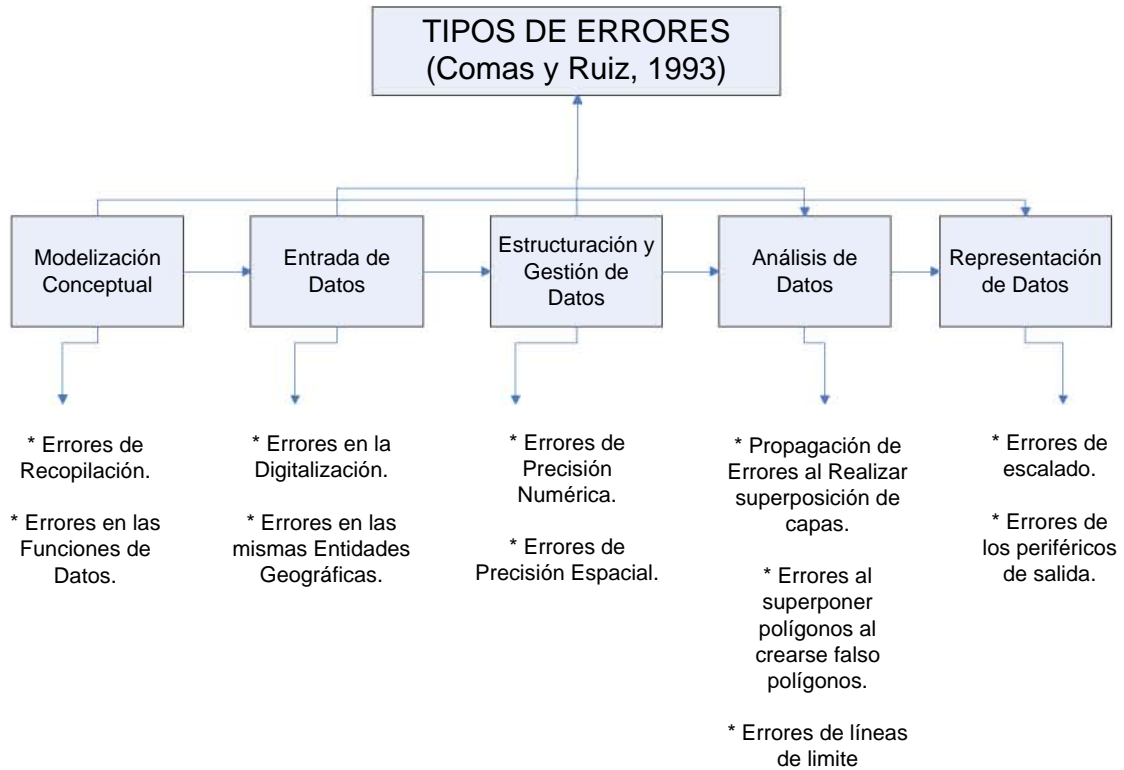 TIPOS DE ERRORES
(Comas y Ruiz, 1993)
Modelización
Conceptual
Entrada de
Datos
Estructuración y
Gestión de
Datos
Análisis de
Datos
Representación
de Datos
* Errores de
Recopilación.
* Errores en las
Funciones de
Datos.
* Errores en la
Digitalización.
* Errores en las
mismas Entidades
Geográficas.
* Errores de
Precisión
Numérica.
* Errores de
Precisión Espacial.
* Propagación de
Errores al Realizar
superposición de
capas.
* Errores al
superponer
polígonos al
crearse falso
polígonos.
* Errores de líneas
de limite
* Errores de
escalado.
* Errores de
los periféricos
de salida.